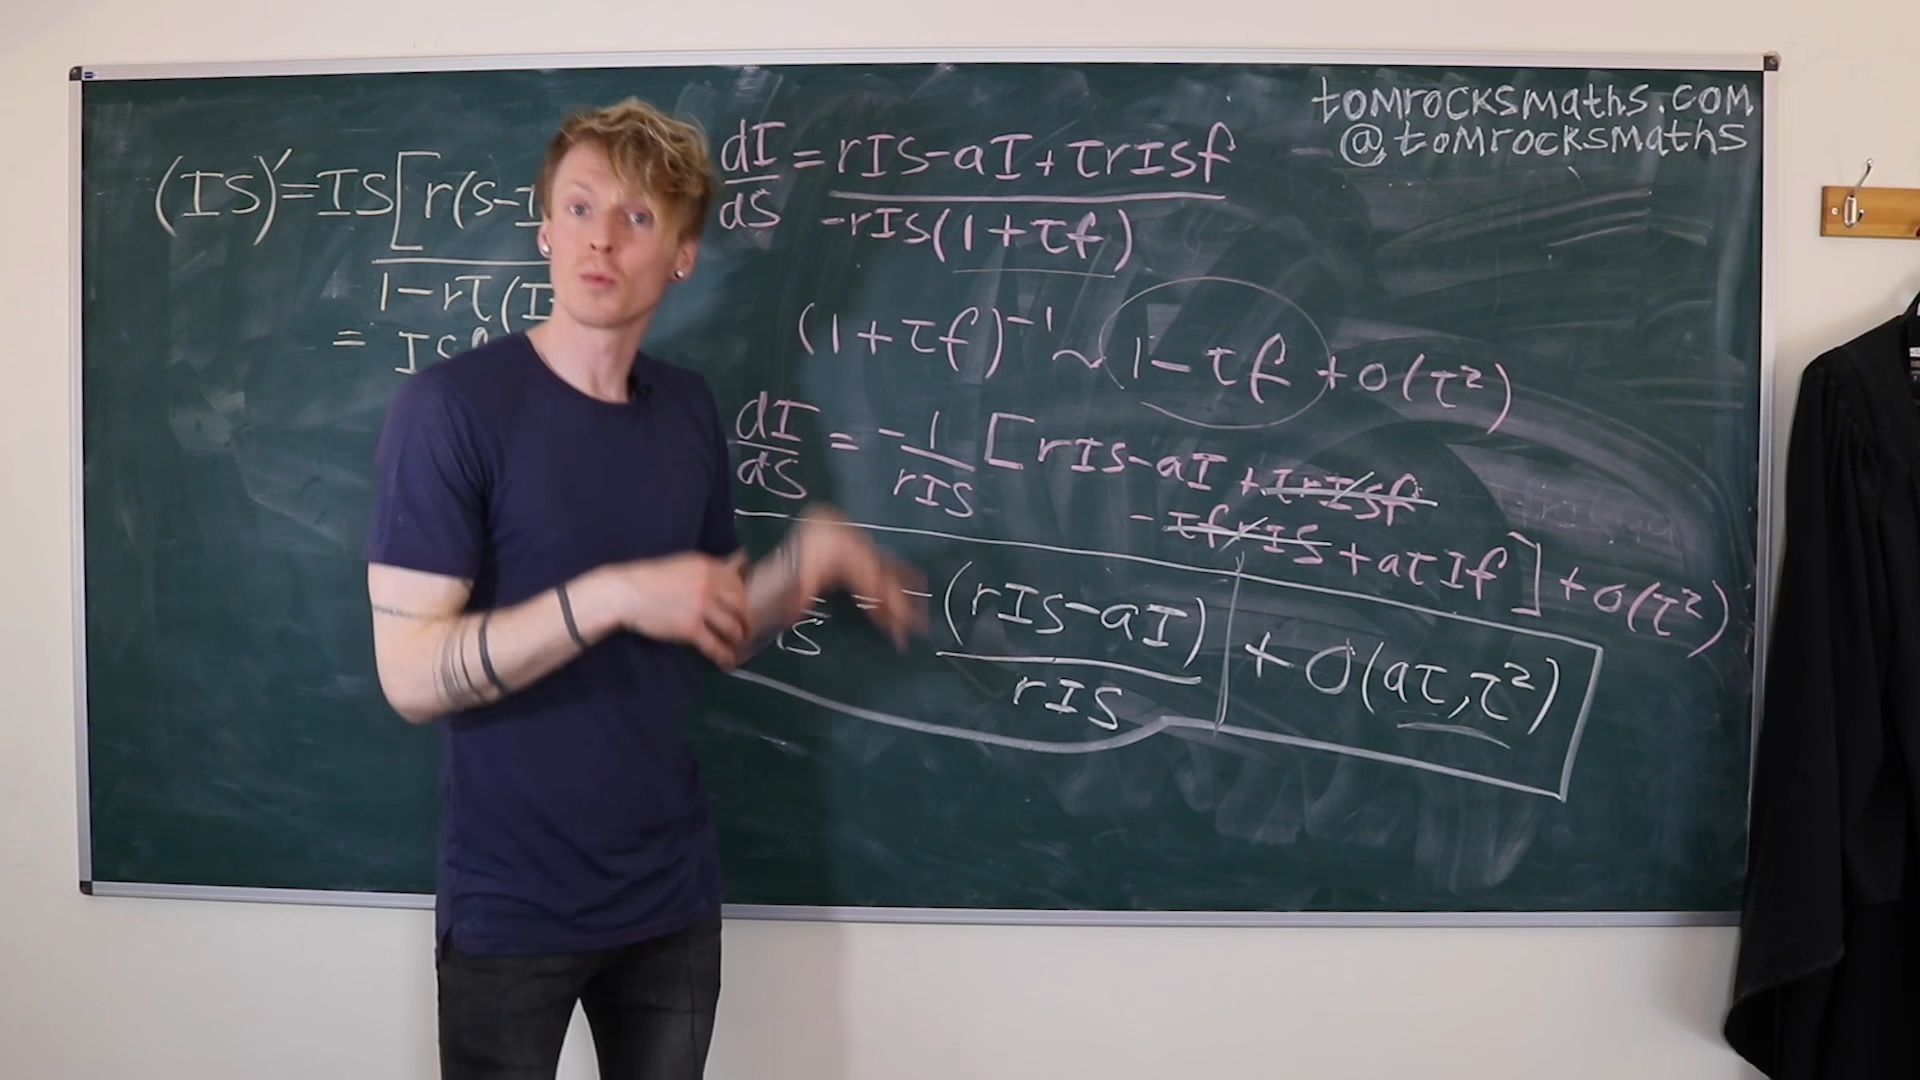 tomrocksmaths.com
@tomrocksmaths
(IS)'=IS[r(s-I
1-rτ(I
= IS
dI/dS = rIS-aI+τrISf
-rIS(1+τf)
(1+τf)⁻¹ ~ 1-τf + O(τ²)
dI/dS = -1/rIS [rIS-aI +τrISf
-τfrIS +aτIf] +O(τ²)
S = -(rIS-aI)/rIS + O(aτ,τ²)